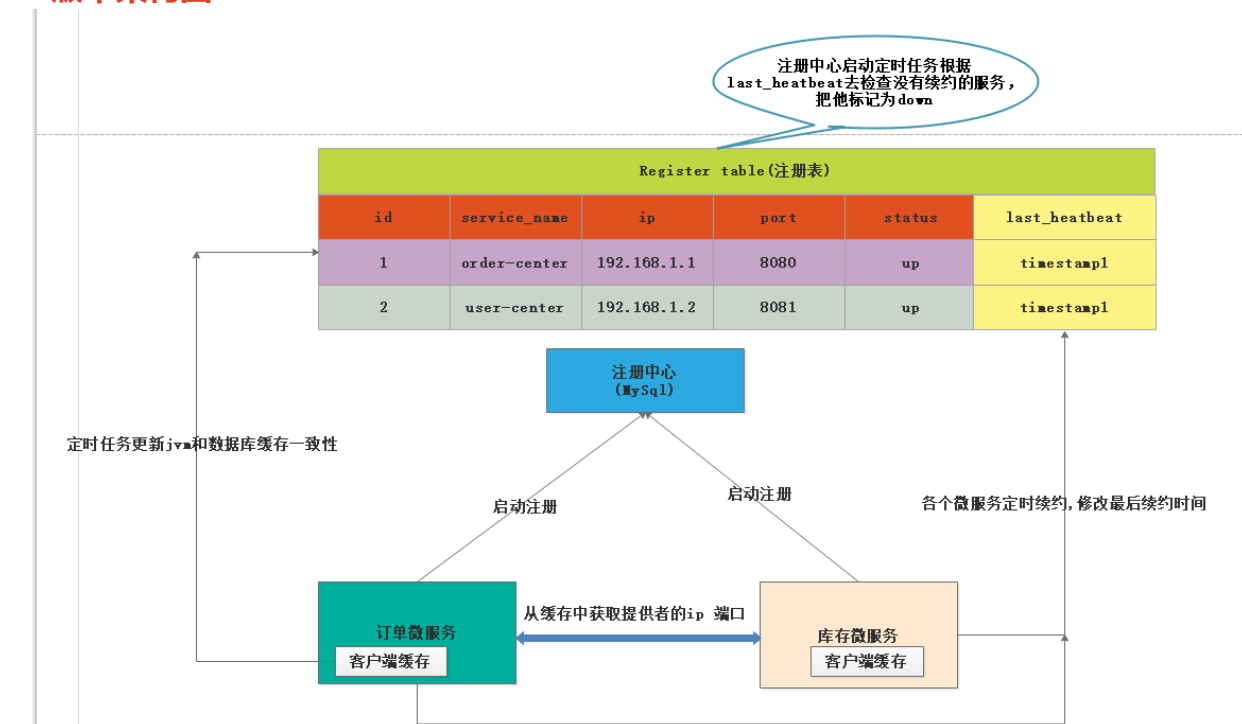 注册中心启动定时任务根据
last_heatbeat去检查没有续约的服务，
把他标记为down
Register table(注册表)
id service_name ip port status last_heatbeat
1 order-center 192.168.1.1 8080 up timestamp1
2 user-center 192.168.1.2 8081 up timestamp1
注册中心
(MySql)
定时任务更新jvm和数据库缓存一致性
启动注册
启动注册
各个微服务定时续约,修改最后续约时间
从缓存中获取提供者的ip 端口
订单微服务
客户端缓存
库存微服务
客户端缓存